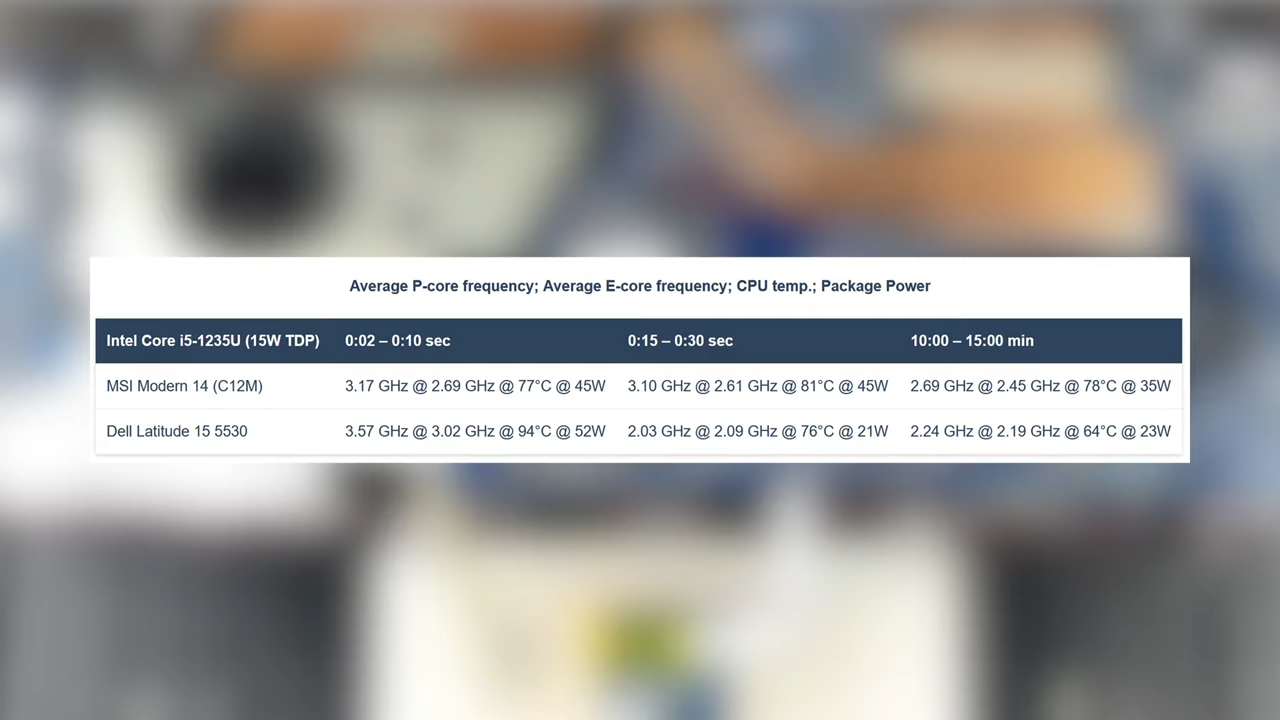 Average P-core frequency; Average E-core frequency; CPU temp.; Package Power
Intel Core i5-1235U (15W TDP) 0:02 – 0:10 sec 0:15 – 0:30 sec 10:00 – 15:00 min
MSI Modern 14 (C12M) 3.17 GHz @ 2.69 GHz @ 77°C @ 45W 3.10 GHz @ 2.61 GHz @ 81°C @ 45W 2.69 GHz @ 2.45 GHz @ 78°C @ 35W
Dell Latitude 15 5530 3.57 GHz @ 3.02 GHz @ 94°C @ 52W 2.03 GHz @ 2.09 GHz @ 76°C @ 21W 2.24 GHz @ 2.19 GHz @ 64°C @ 23W